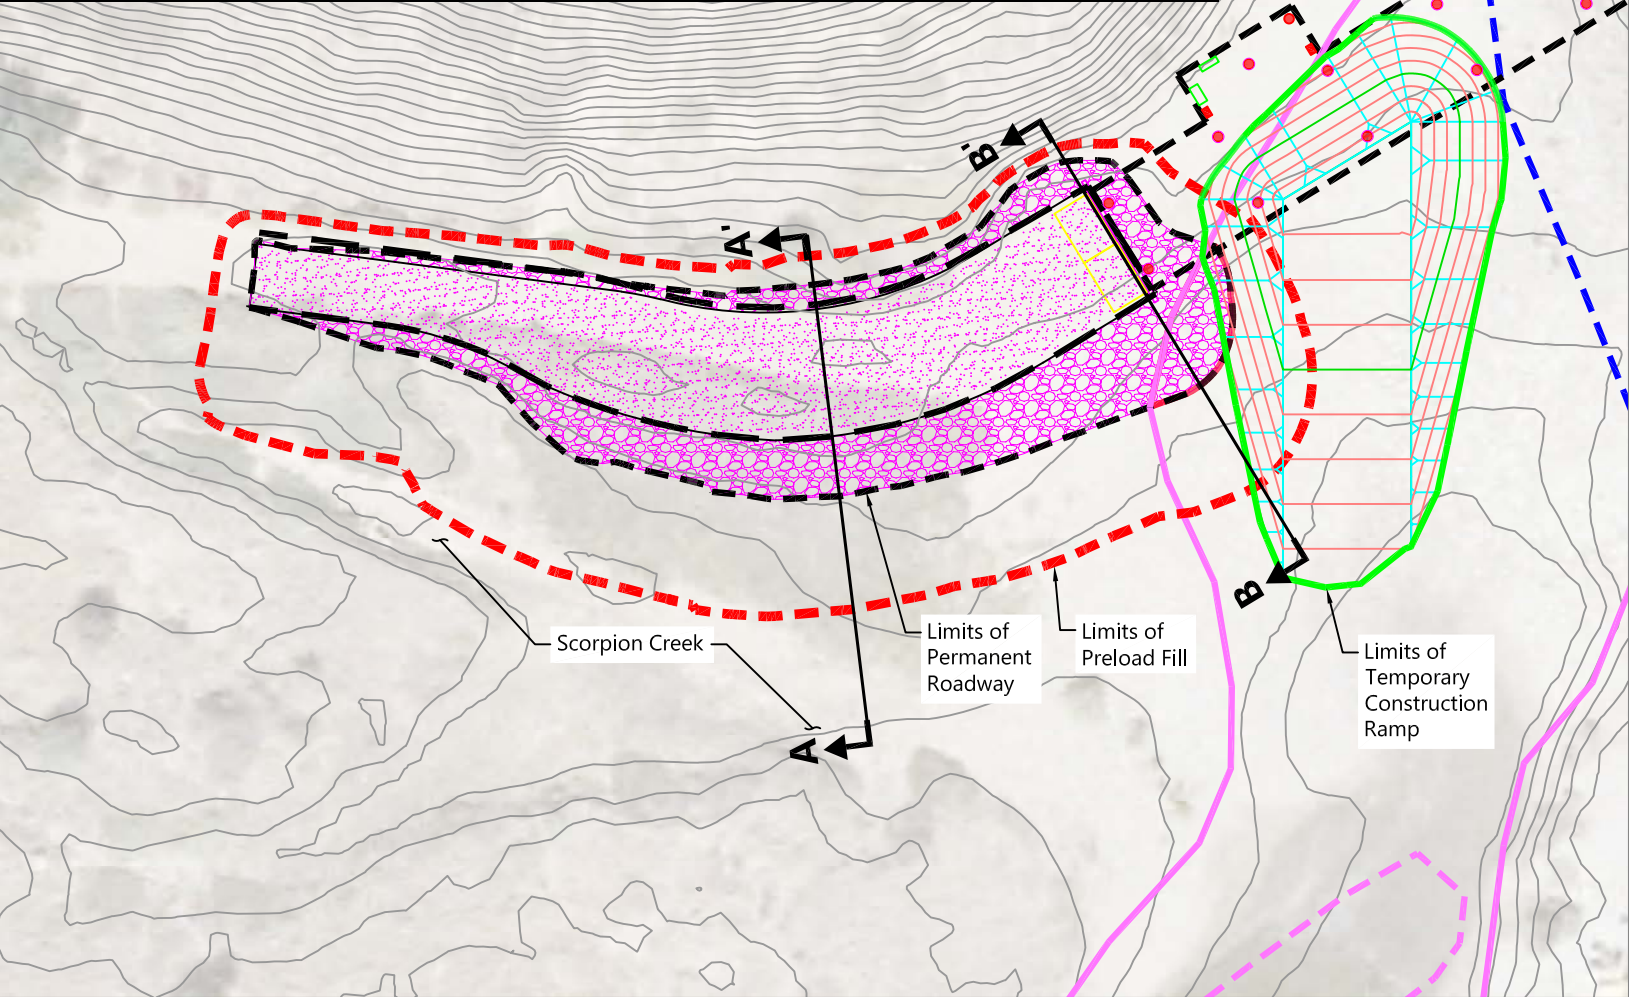 B'
A'
Scorpion Creek
Limits of
Permanent
Roadway
Limits of
Preload Fill
B
Limits of
Temporary
Construction
Ramp
A